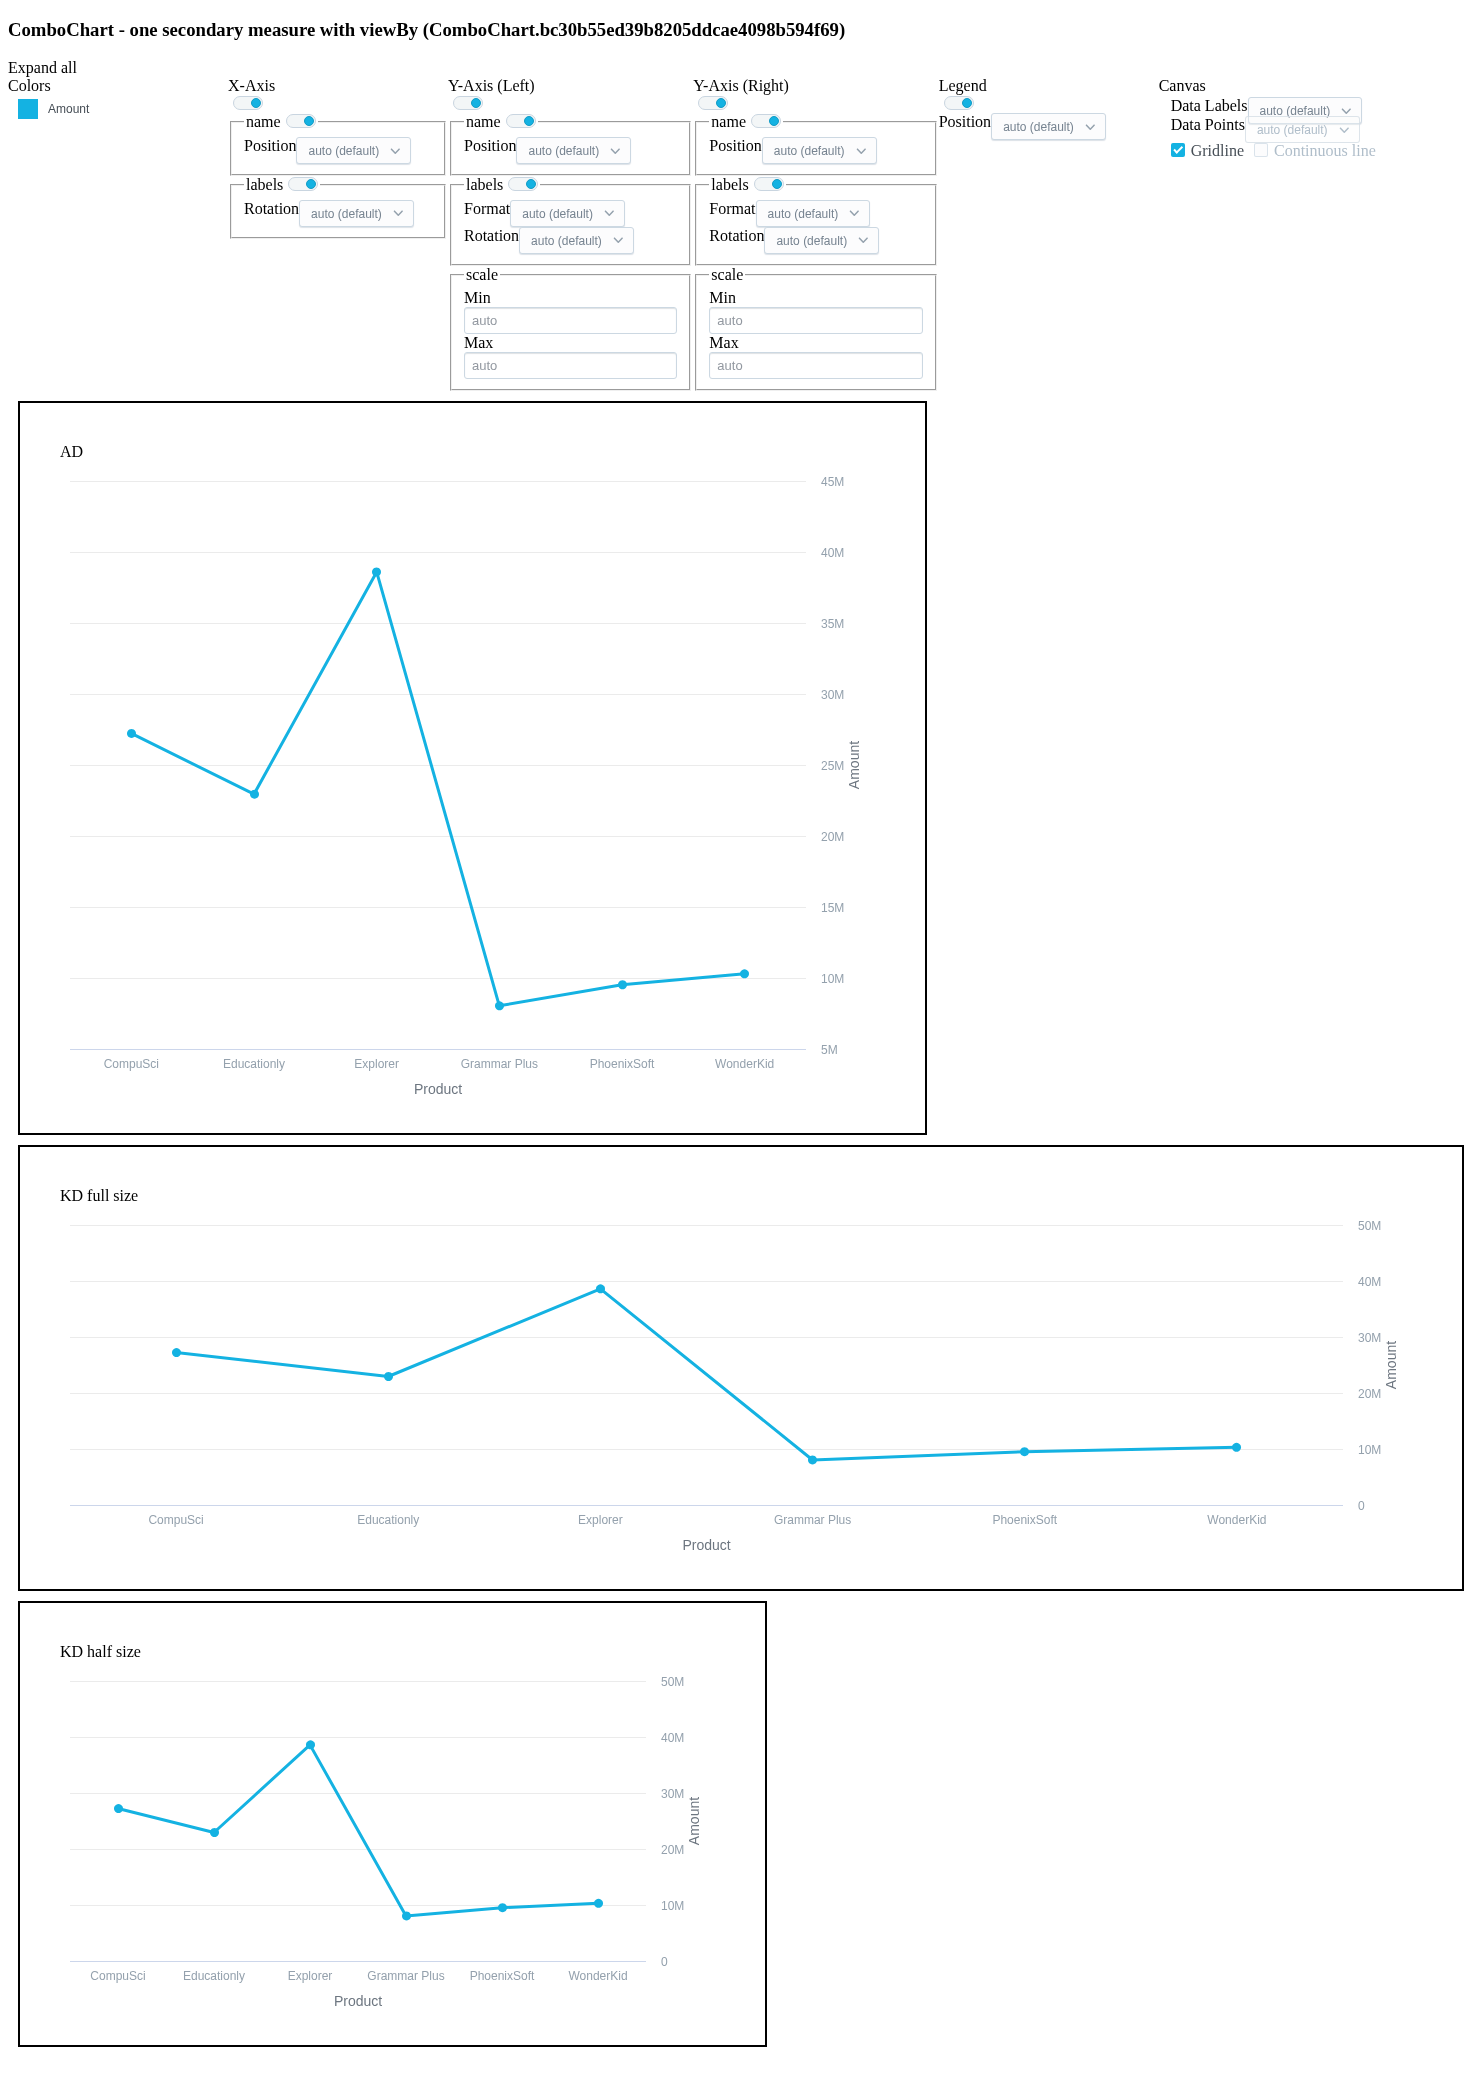 ComboChart - one secondary measure with viewBy (ComboChart.bc30b55ed39b8205ddcae4098b594f69)
Expand all
Colors
Amount
X-Axis
name
Position auto (default)
labels
Rotation auto (default)
Y-Axis (Left)
name
Position auto (default)
labels
Format auto (default)
Rotation auto (default)
scale
Min
auto
Max
auto
Y-Axis (Right)
name
Position auto (default)
labels
Format auto (default)
Rotation auto (default)
scale
Min
auto
Max
auto
Legend
Position auto (default)
Canvas
Data Labels auto (default)
Data Points auto (default)
Gridline Continuous line
AD
45M
40M
35M
30M
25M
20M
15M
10M
5M
Amount
CompuSci Educationly Explorer Grammar Plus PhoenixSoft WonderKid
Product
KD full size
50M
40M
30M
20M
10M
0
Amount
CompuSci Educationly Explorer Grammar Plus PhoenixSoft WonderKid
Product
KD half size
50M
40M
30M
20M
10M
0
Amount
CompuSci Educationly Explorer Grammar Plus PhoenixSoft WonderKid
Product